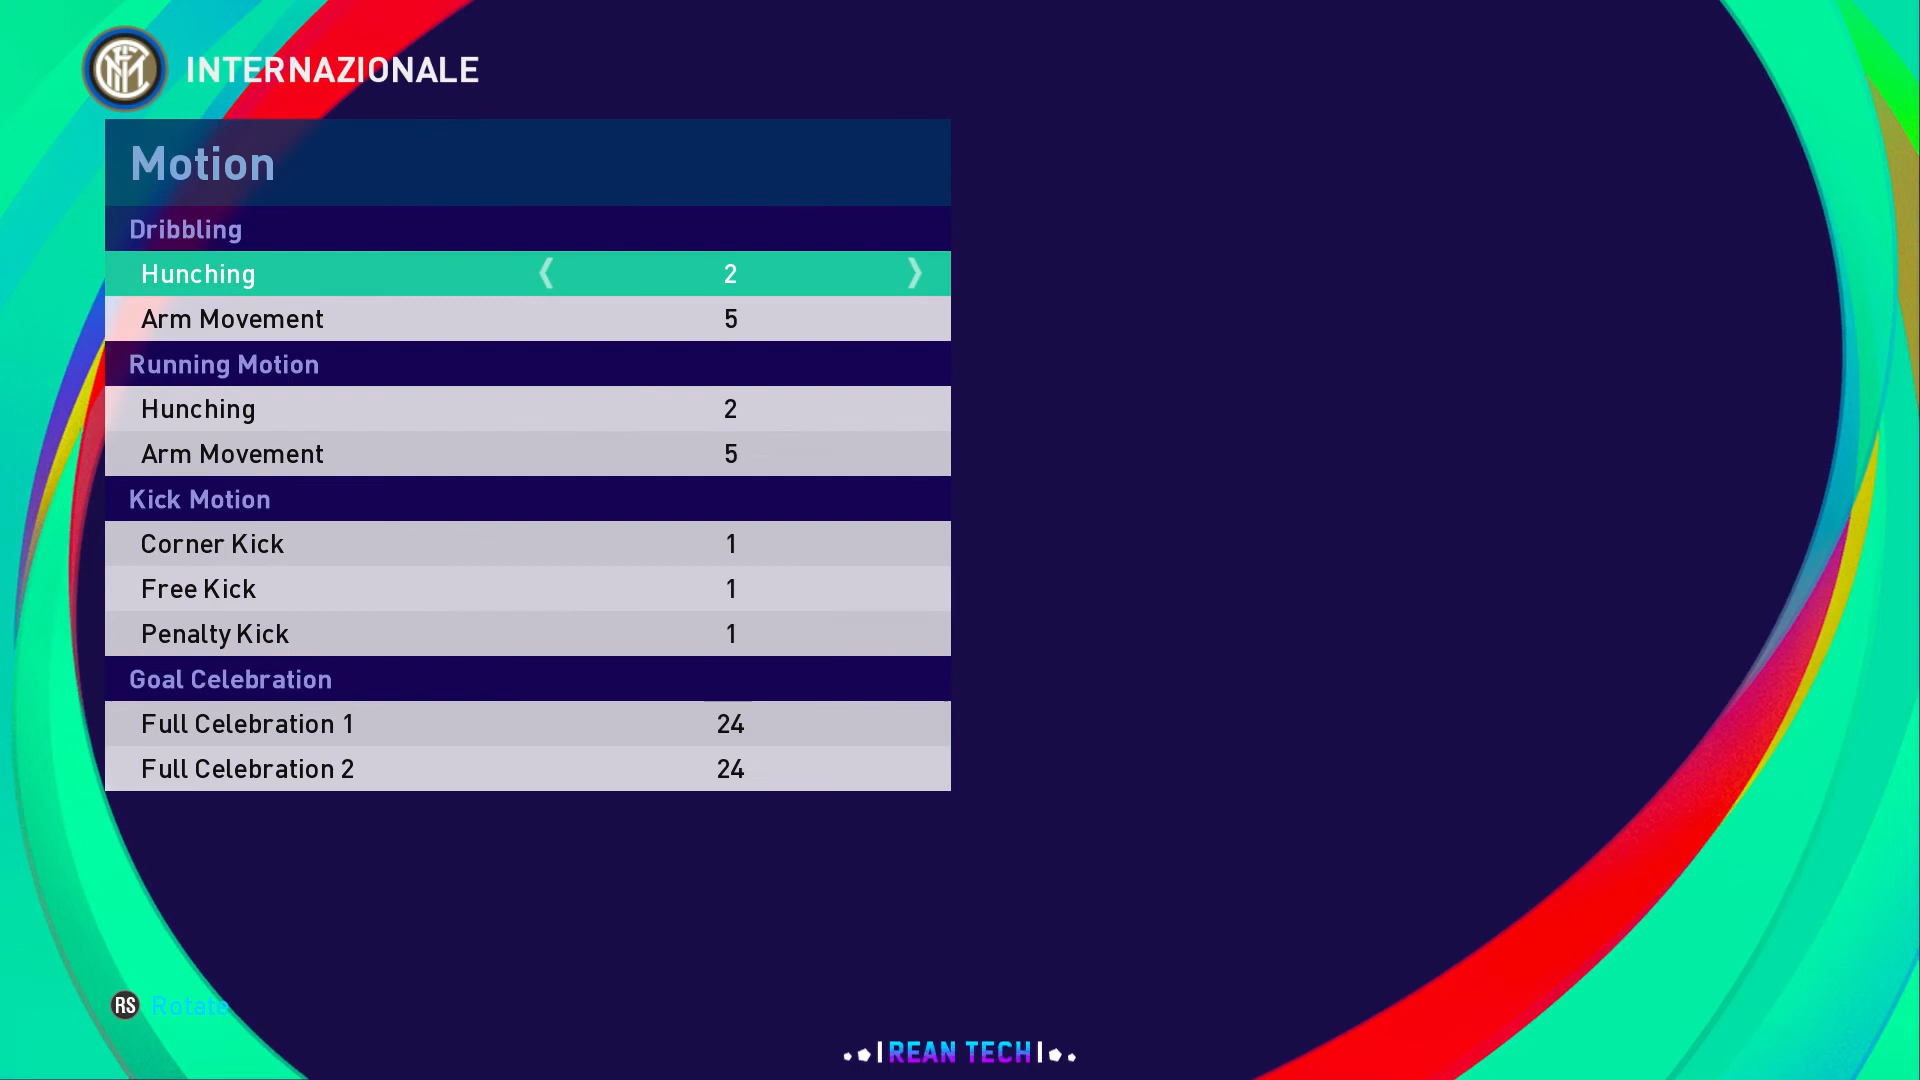 INTERNAZIONALE
Motion
Dribbling
Hunching 2
Arm Movement 5
Running Motion
Hunching 2
Arm Movement 5
Kick Motion
Corner Kick 1
Free Kick 1
Penalty Kick 1
Goal Celebration
Full Celebration 1 24
Full Celebration 2 24
RS Rotate
REAN TECH